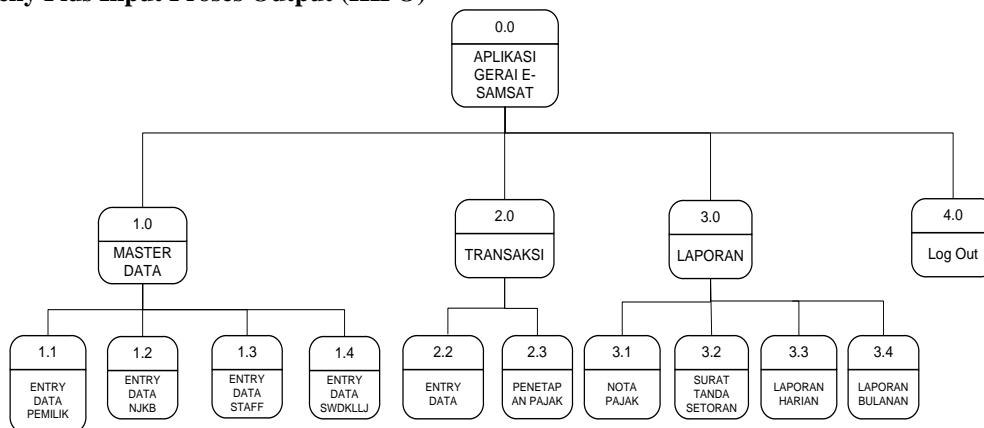 Plus Input Proses Output
0.0
APLIKASI
GERAI E-
SAMSAT
1.0
MASTER
DATA
2.0
TRANSAKSI
3.0
LAPORAN
4.0
Log Out
1.1
ENTRY
DATA
PEMILIK
1.2
ENTRY
DATA
NJKB
1.3
ENTRY
DATA
STAFF
1.4
ENTRY
DATA
SWDKLLJ
2.2
ENTRY
DATA
2.3
PENETAP
AN PAJAK
3.1
NOTA
PAJAK
3.2
SURAT
TANDA
SETORAN
3.3
LAPORAN
HARIAN
3.4
LAPORAN
BULANAN